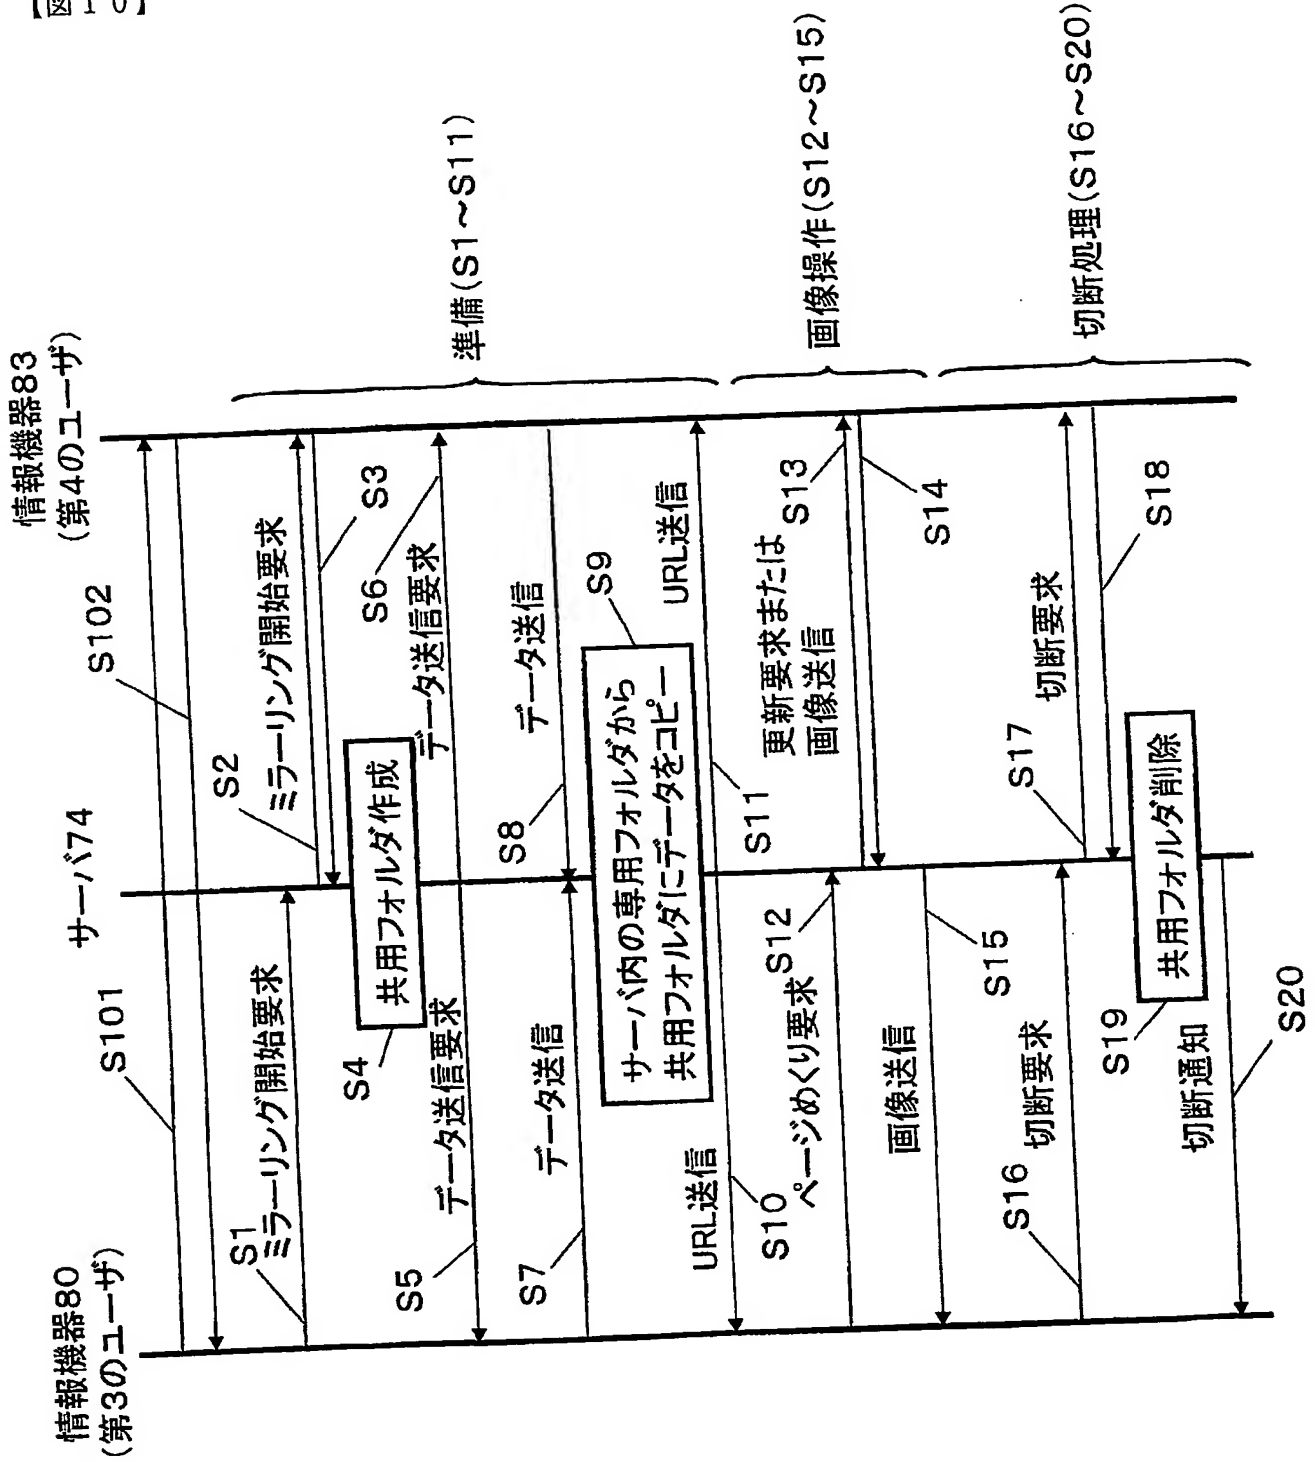 【図１０】
情報機器80
(第3のユーザ)
サーバ74
情報機器83
(第4のユーザ)
S101
S102
S1
ミラーリング開始要求
S2
ミラーリング開始要求
S3
S4
共用フォルダ作成
S5
データ送信要求
S6
データ送信要求
S7
データ送信
S8
データ送信
S9
サーバ内の専用フォルダから
共用フォルダにデータをコピー
URL送信
S10
URL送信
S11
ページめくり要求
S12
更新要求または
画像送信
S13
S14
画像送信
S15
S16
切断要求
S17
切断要求
S18
S19
共用フォルダ削除
切断通知
S20
準備(S1～S11)
画像操作(S12～S15)
切断処理(S16～S20)